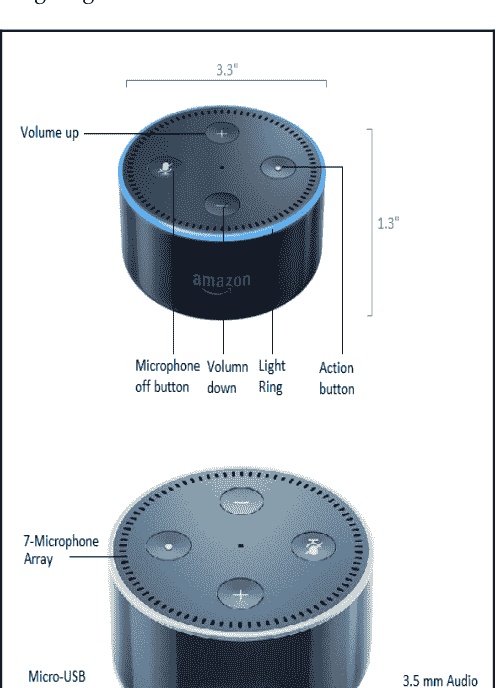 3.3"
Volume up
1.3"
amazon
Microphone
off button
Volumn
down
Light
Ring
Action
button
7-Microphone
Array
Micro-USB
3.5 mm Audio